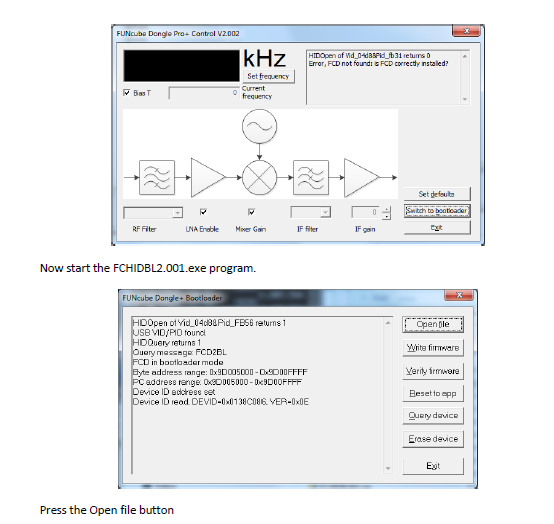 FUNcube Dongle Pro+ Control V2.002
kHz
Set frequency
HIDOpen of Vid_04d8&Pid_fb31 returns 0
Error, FCD not found: is FCD correctly installed?
Bias T
0
Current frequency
Set defaults
Switch to bootloader
Exit
0
RF Filter
LNA Enable
Mixer Gain
IF filter
IF gain
Now start the FCHIDBL2.001.exe program.
FUNcube Dongle+ Bootloader
HIDOpen of Vid_04d8&Pid_FB56 returns 1
USB VID/PID found
HIDQuery returns 1
Query message: FCD2BL
FCD in bootloader mode
Byte address range: 0x9D005000 - 0x9D00FFFF
PC address range: 0x9D005000 - 0x9D00FFFF
Device ID address set
Device ID read. DEVID=0x0138C086, VER=0x0E
Open file
Write firmware
Verify firmware
Reset to app
Query device
Erase device
Exit
Press the Open file button